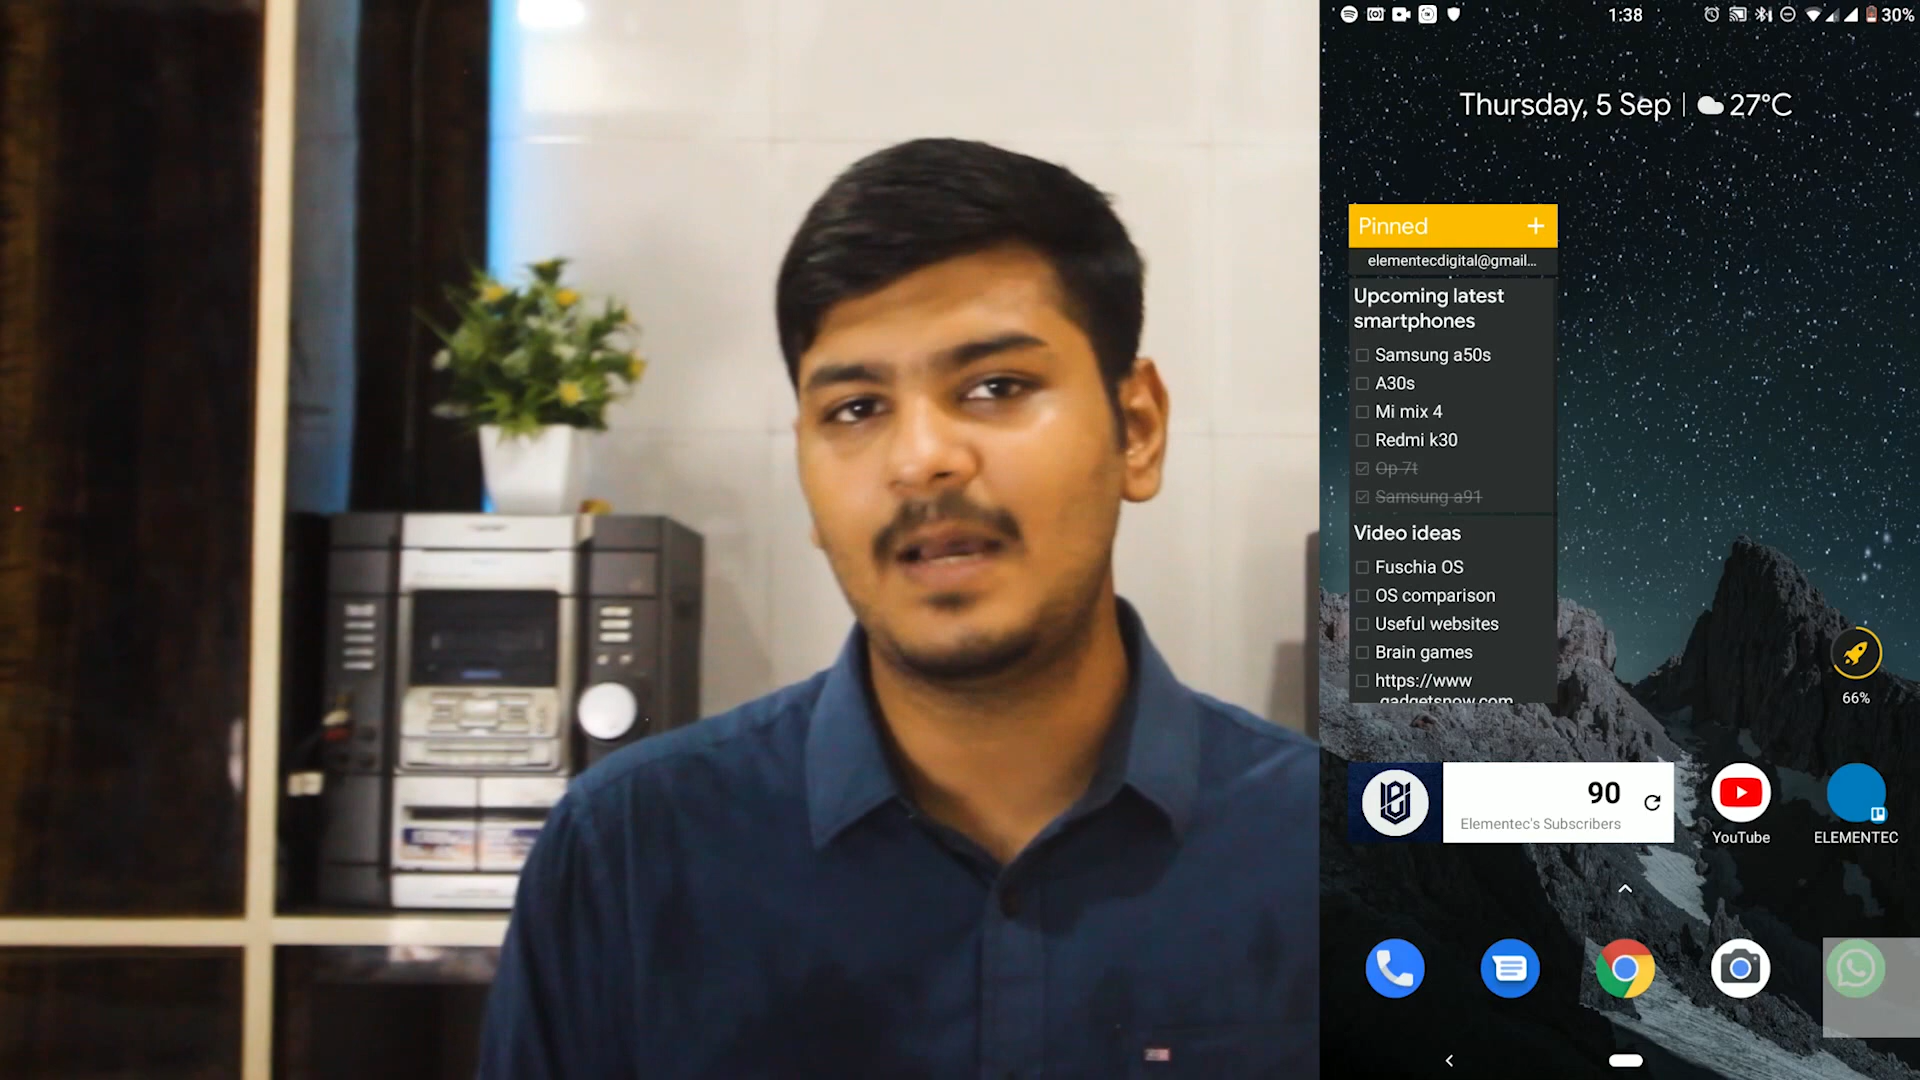 1:38
30%
Thursday, 5 Sep | 27°C
Pinned +
elementecdigital@gmail...
Upcoming latest
smartphones
Samsung a50s
A30s
Mi mix 4
Redmi k30
Op 7t
Samsung a91
Video ideas
Fuschia OS
OS comparison
Useful websites
Brain games
https://www
.gadgetsnow.com
66%
90
Elementec's Subscribers
YouTube
ELEMENTEC